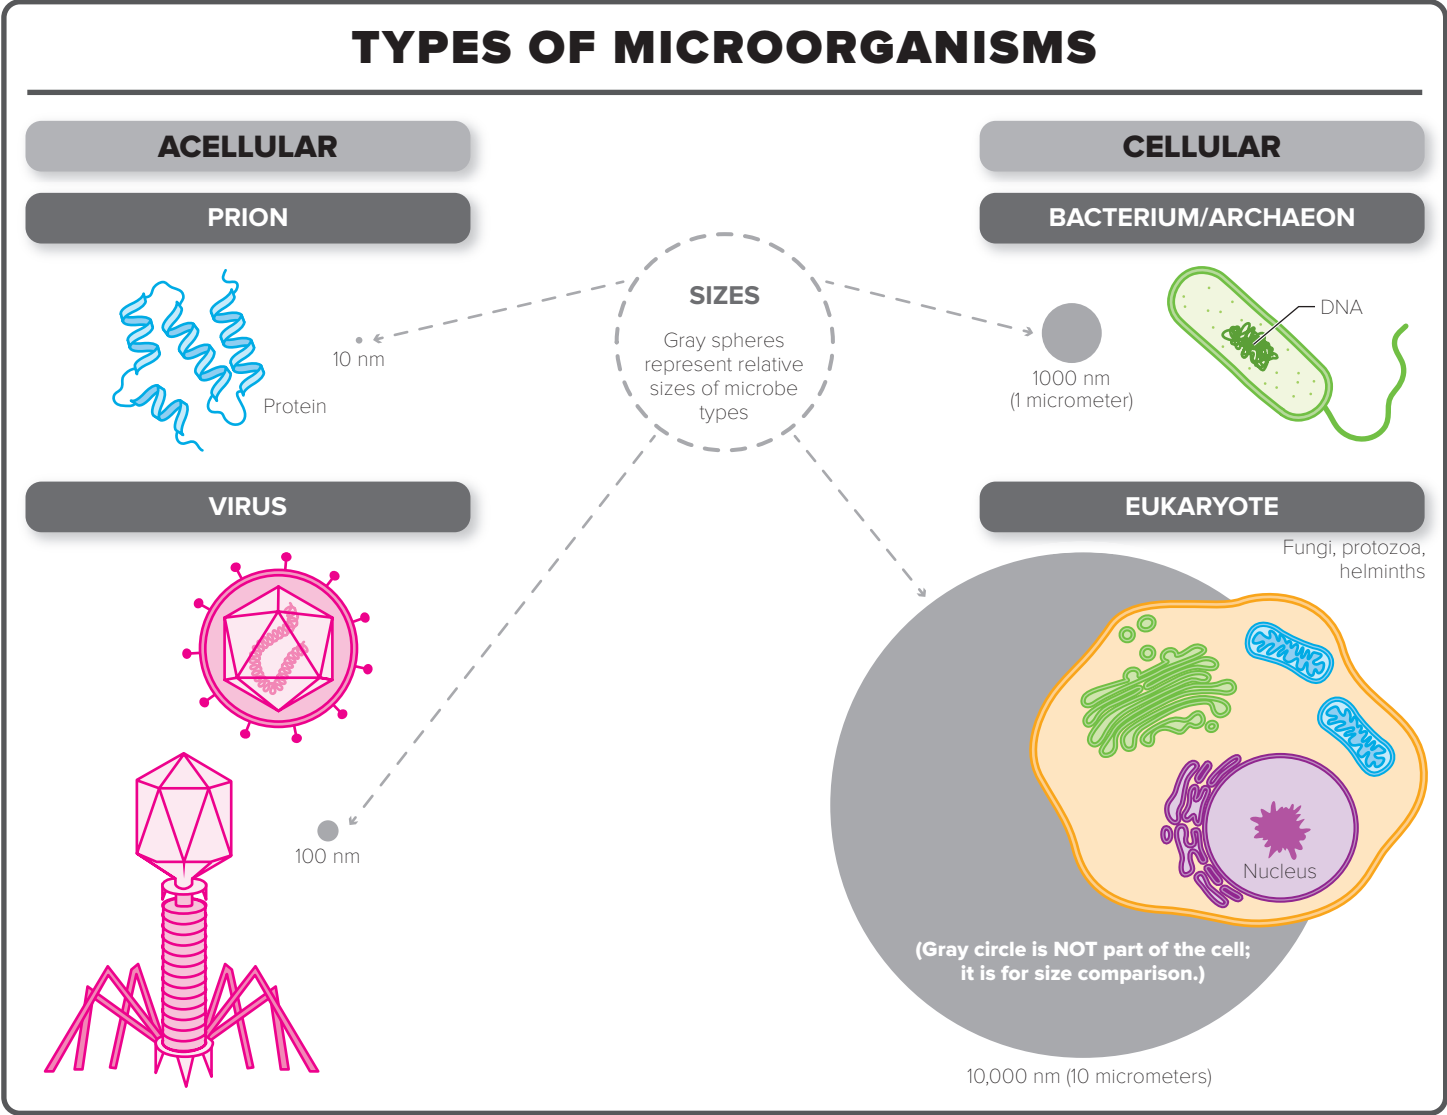 TYPES OF MICROORGANISMS
ACELLULAR
PRION
10 nm
Protein
VIRUS
100 nm
SIZES
Gray spheres
represent relative
sizes of microbe
types
CELLULAR
BACTERIUM/ARCHAEON
DNA
1000 nm
(1 micrometer)
EUKARYOTE
Fungi, protozoa,
helminths
Nucleus
(Gray circle is NOT part of the cell;
it is for size comparison.)
10,000 nm (10 micrometers)